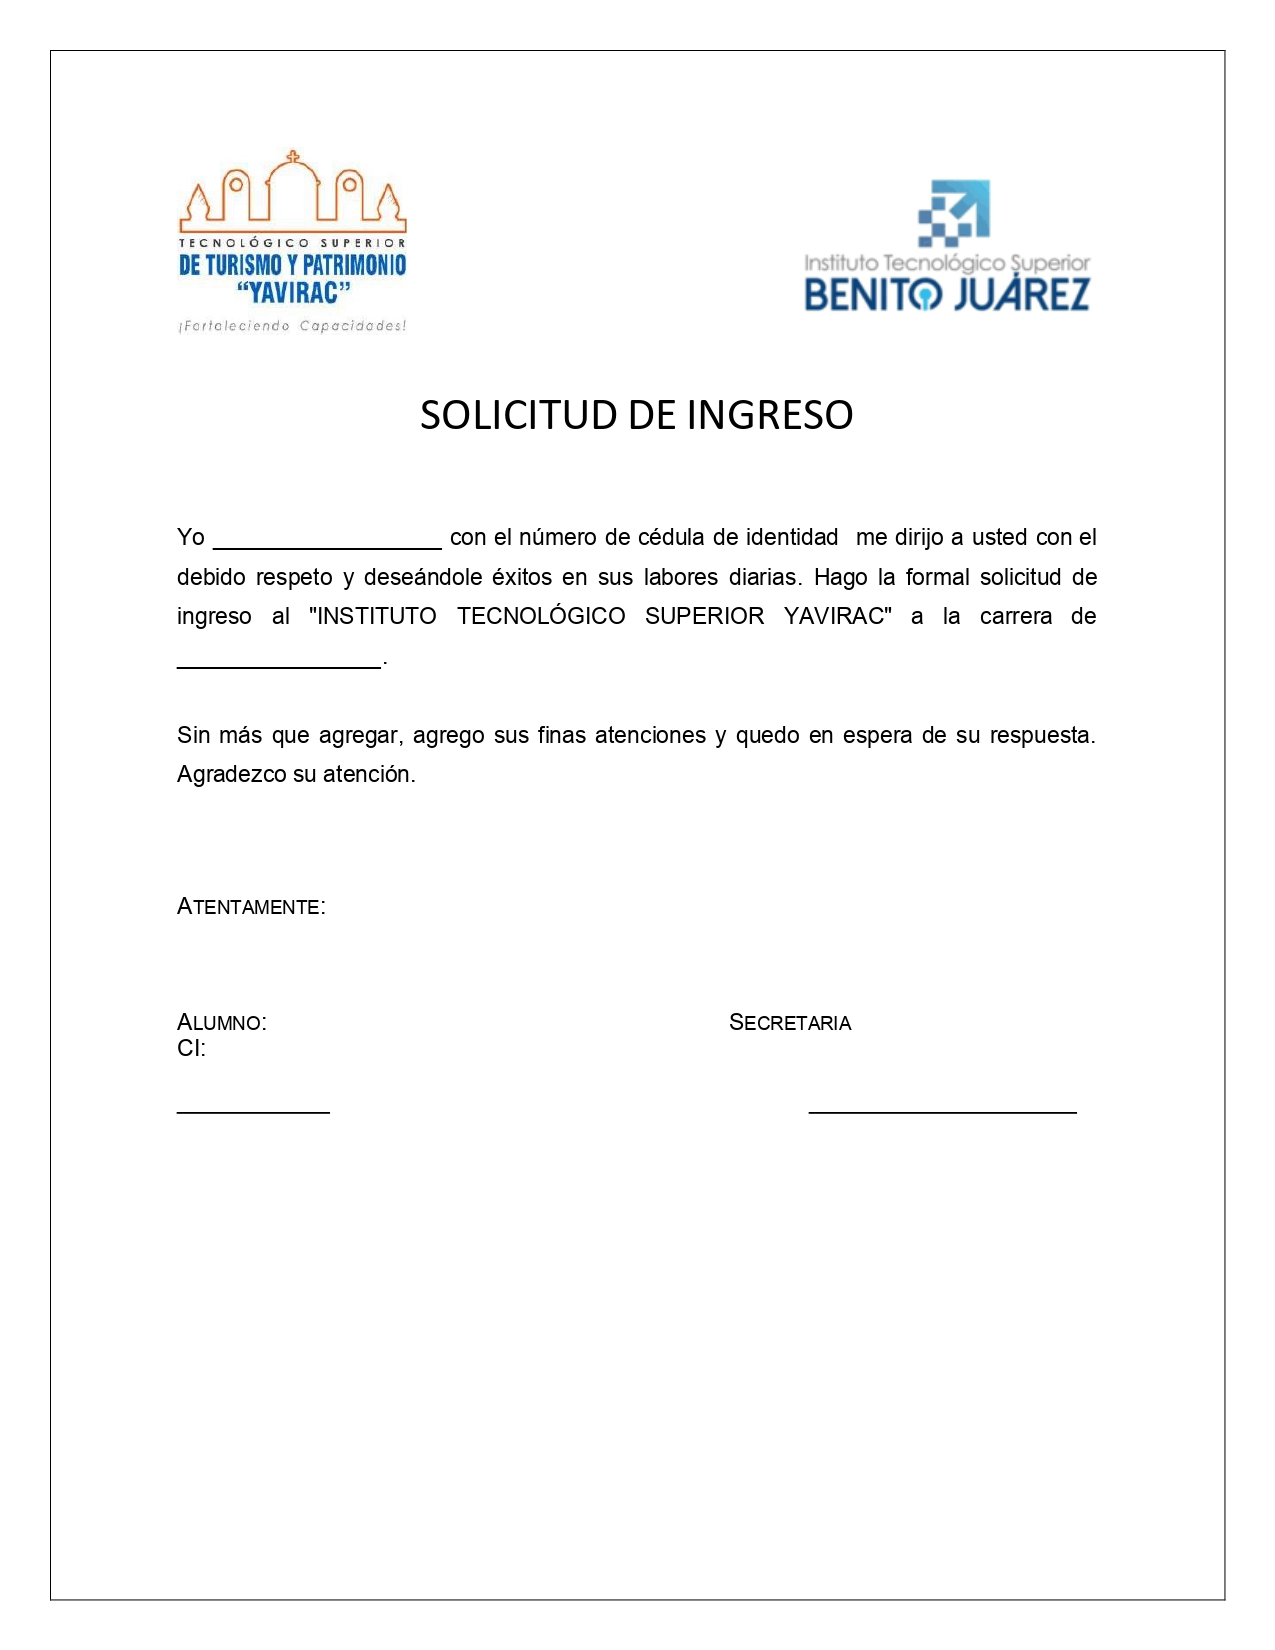 TECNOLÓGICO SUPERIOR
DE TURISMO Y PATRIMONIO
“YAVIRAC”
¡Fortaleciendo Capacidades!
Instituto Tecnológico Superior
BENITO JUÁREZ
SOLICITUD DE INGRESO
Yo ___________________ con el número de cédula de identidad  me dirijo a usted con el
debido respeto y deseándole éxitos en sus labores diarias. Hago la formal solicitud de
ingreso al "INSTITUTO TECNOLÓGICO SUPERIOR YAVIRAC" a la carrera de
_________________.
Sin más que agregar, agrego sus finas atenciones y quedo en espera de su respuesta.
Agradezco su atención.
ATENTAMENTE:
ALUMNO:
SECRETARIA
CI: